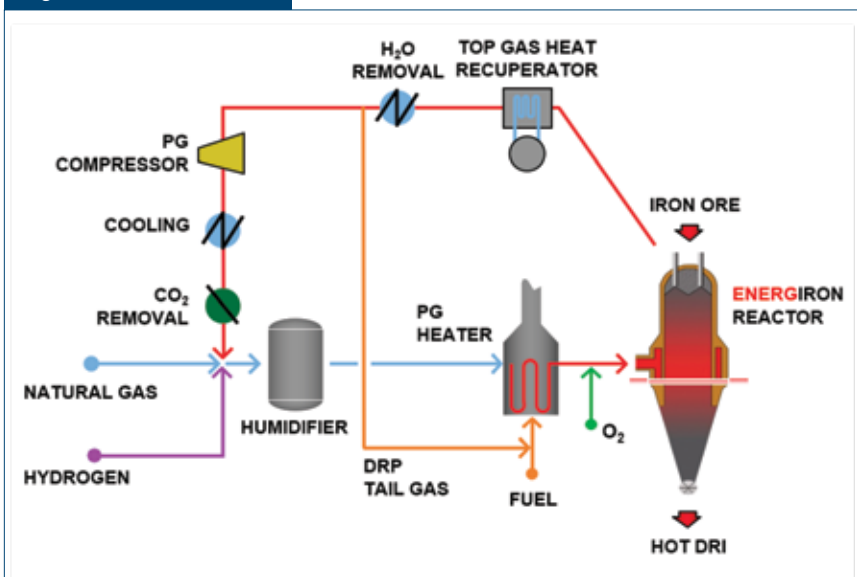 H₂O
REMOVAL
TOP GAS HEAT
RECUPERATOR
PG
COMPRESSOR
IRON ORE
COOLING
CO₂
REMOVAL
PG
HEATER
ENERGIRON
REACTOR
NATURAL GAS
HUMIDIFIER
O₂
HYDROGEN
DRP
TAIL GAS
FUEL
HOT DRI